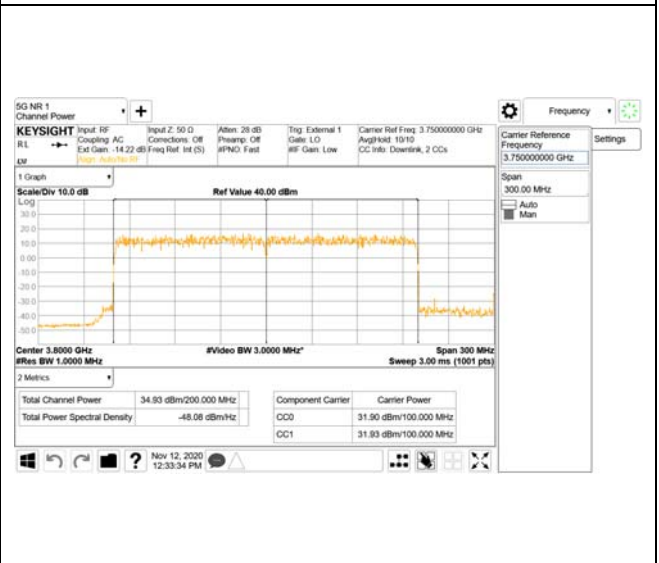 5G NR 1
Channel Power
Frequency
KEYSIGHT Input: RF Input Z: 50 Ω Atten: 28 dB Trig: External 1 Carrier Ref Freq: 3.750000000 GHz
RL Coupling: AC Corrections: Off Preamp: Off Gate: LO Avg|Hold: 10/10
Ext Gain: -14.22 dB Freq Ref: Int (S) #PNO: Fast #IF Gain: Low CC Info: Downlink, 2 CCs
Align: Auto/No RF
Carrier Reference
Frequency
3.750000000 GHz
Settings
Span
300.00 MHz
Auto
Man
1 Graph
Scale/Div 10.0 dB Ref Value 40.00 dBm
Log
30.0
20.0
10.0
0.00
-10.0
-20.0
-30.0
-40.0
-50.0
Center 3.8000 GHz #Video BW 3.0000 MHz* Span 300 MHz
#Res BW 1.0000 MHz Sweep 3.00 ms (1001 pts)
2 Metrics
Total Channel Power 34.93 dBm/200.000 MHz
Total Power Spectral Density -48.08 dBm/Hz
Component Carrier Carrier Power
CC0 31.90 dBm/100.000 MHz
CC1 31.93 dBm/100.000 MHz
?
Nov 12, 2020
12:33:34 PM